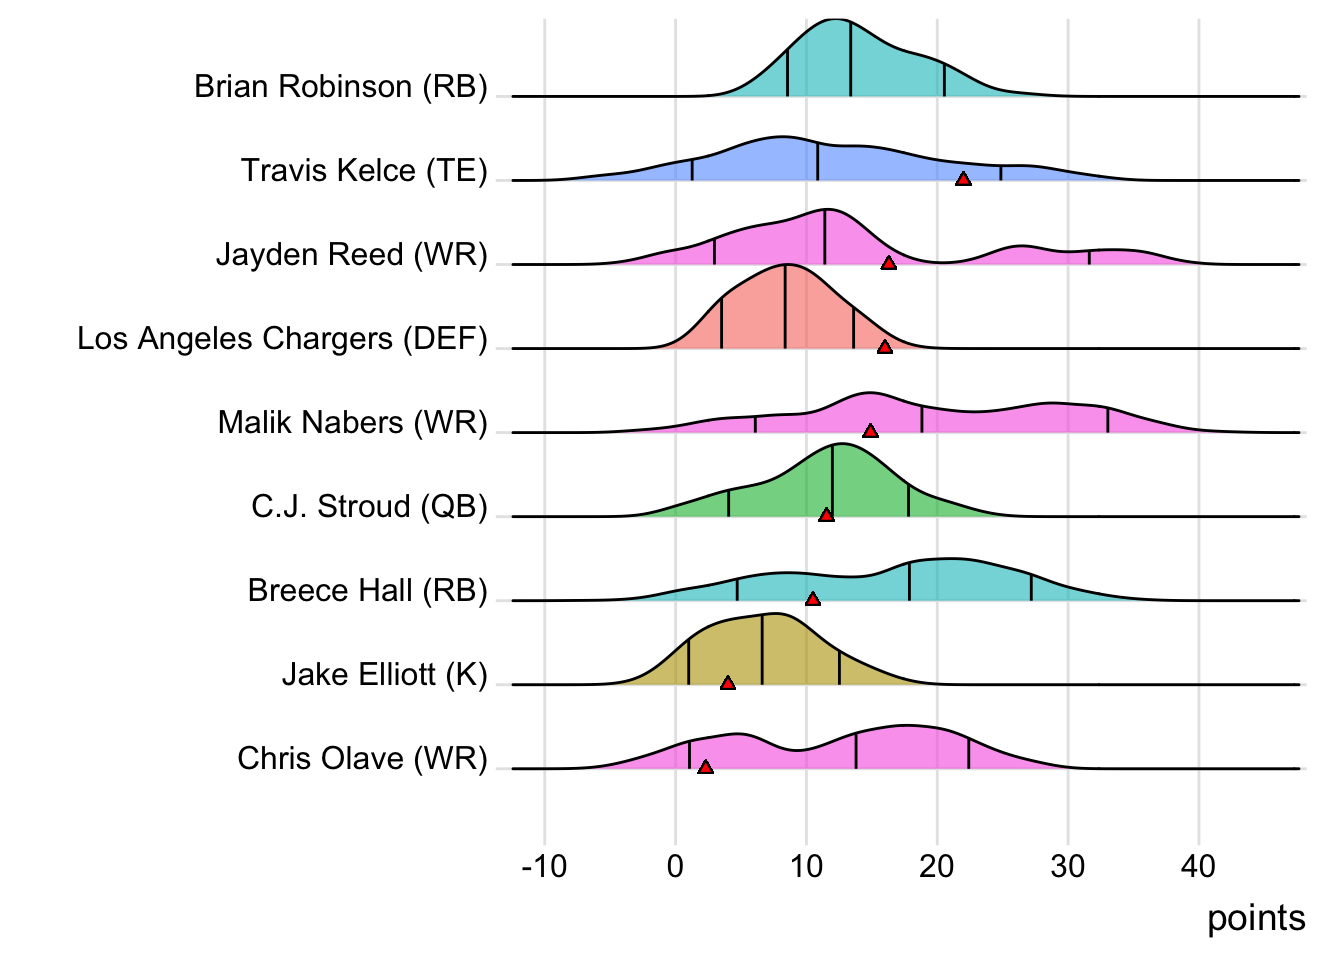 Brian Robinson (RB)
Travis Kelce (TE)
Jayden Reed (WR)
Los Angeles Chargers (DEF)
Malik Nabers (WR)
C.J. Stroud (QB)
Breece Hall (RB)
Jake Elliott (K)
Chris Olave (WR)
-10 0 10 20 30 40
points